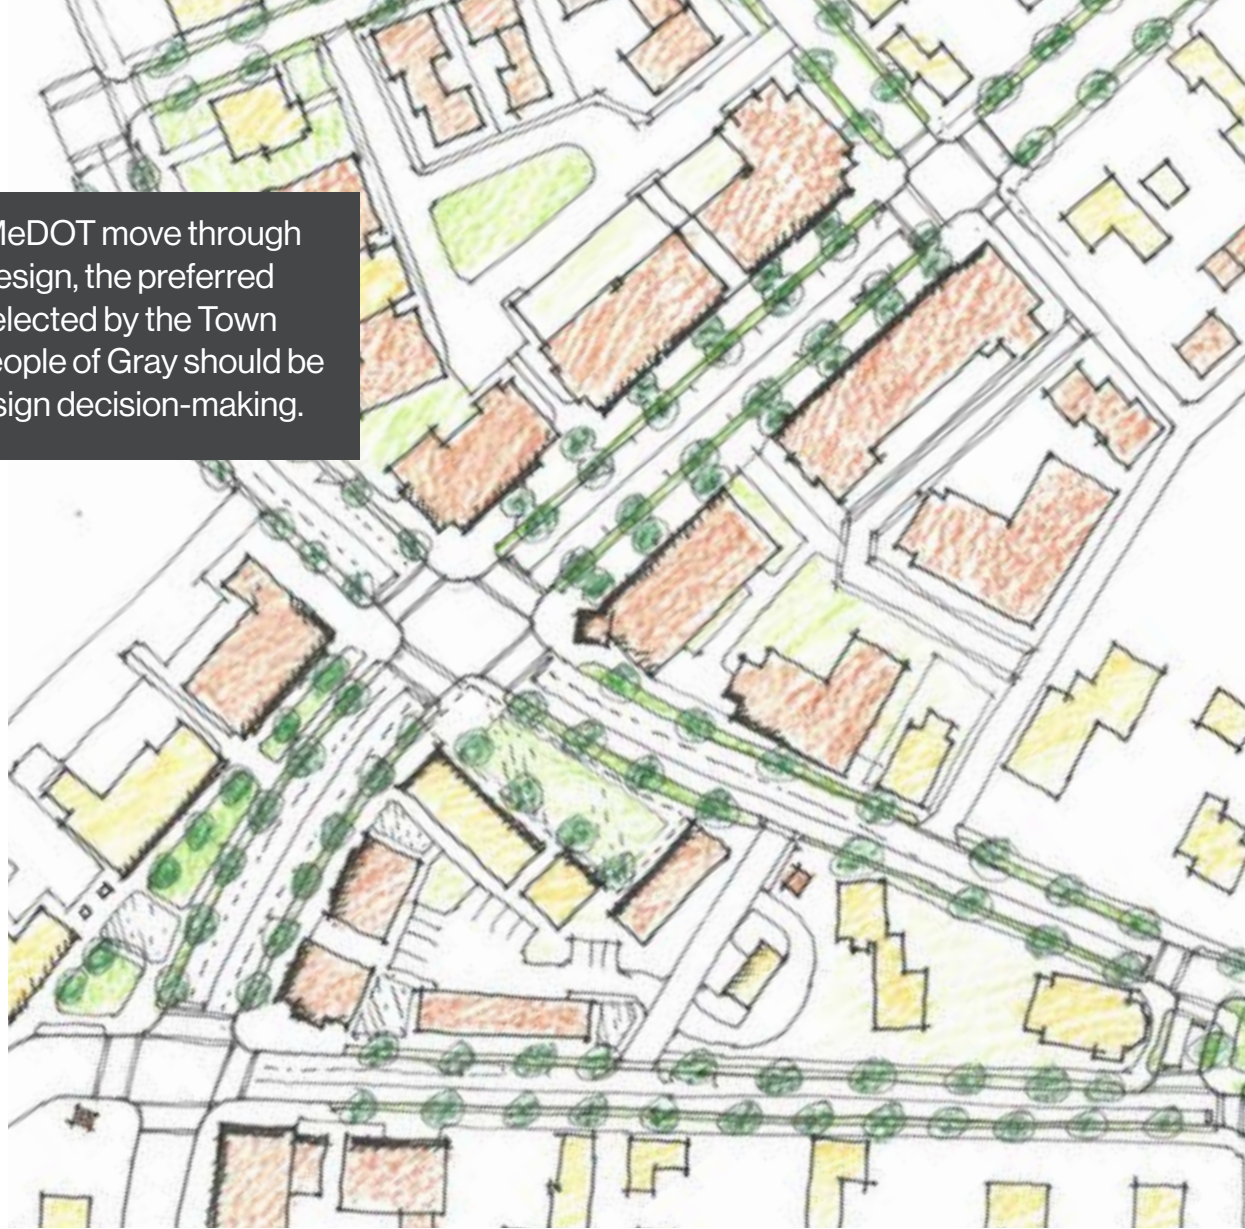 MeDOT move through
esign, the preferred
elected by the Town
eople of Gray should be
sign decision-making.